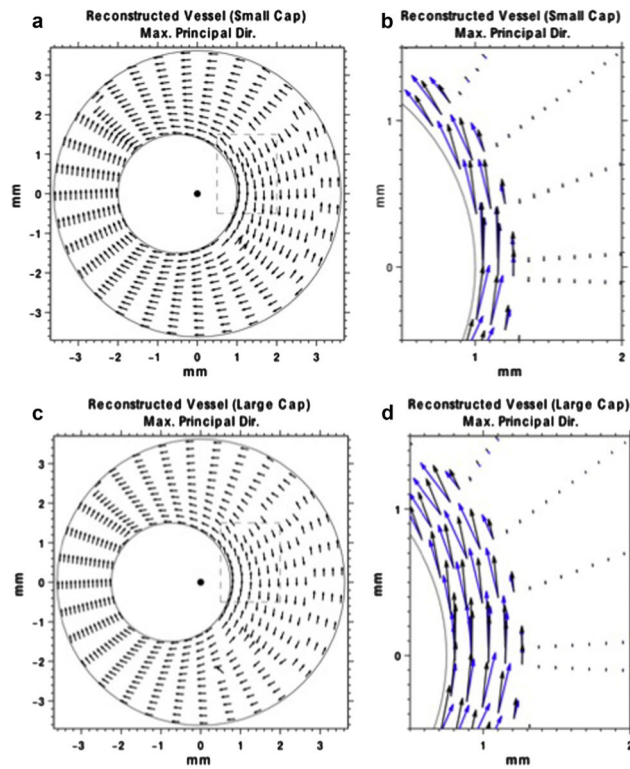 a
Reconstructed Vessel (Small Cap)
Max. Principal Dir.
mm
3
2
1
0
-1
-2
-3
-3 -2 -1 0 1 2 3
mm
b
Reconstructed Vessel (Small Cap)
Max. Principal Dir.
mm
1
0
1 2
mm
c
Reconstructed Vessel (Large Cap)
Max. Principal Dir.
mm
3
2
1
0
-1
-2
-3
-3 -2 -1 0 1 2 3
mm
d
Reconstructed Vessel (Large Cap)
Max. Principal Dir.
mm
1
0
1 2
mm